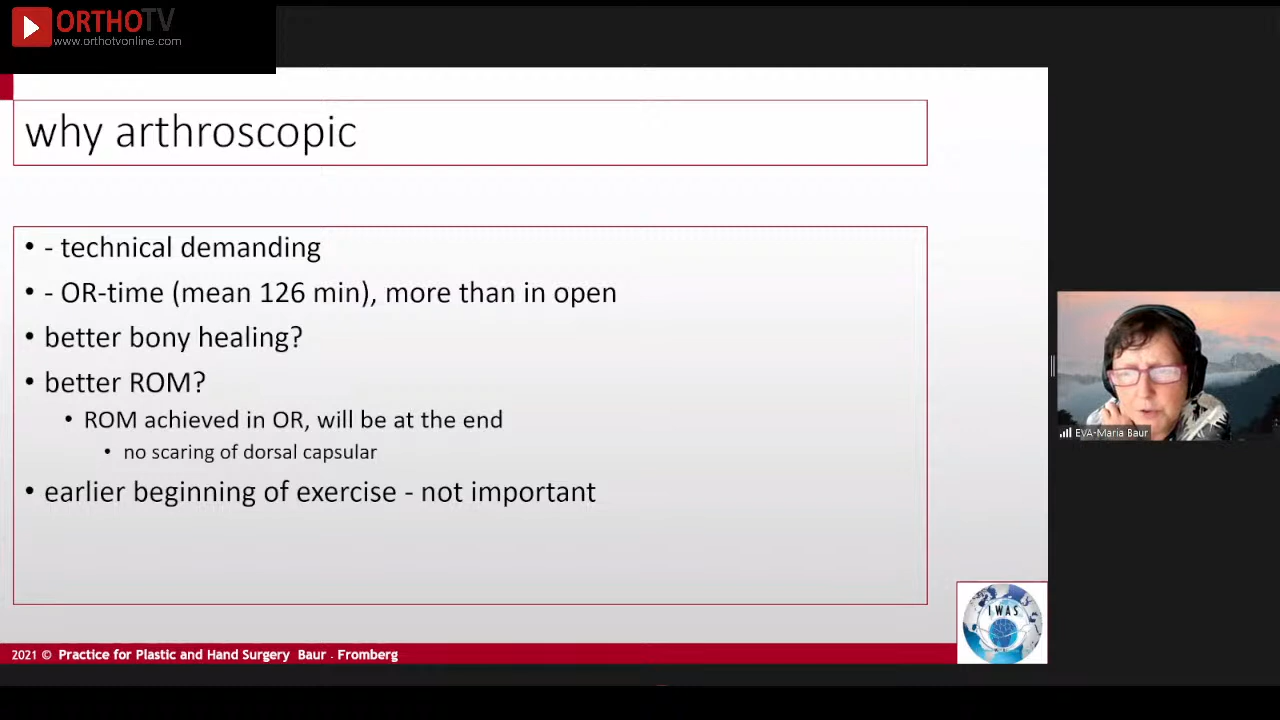 ORTHOTV
www.orthotvonline.com
why arthroscopic
• - technical demanding
• - OR-time (mean 126 min), more than in open
• better bony healing?
• better ROM?
• ROM achieved in OR, will be at the end
• no scaring of dorsal capsular
• earlier beginning of exercise - not important
EVA-Maria Baur
IWAS
2021 © Practice for Plastic and Hand Surgery Baur - Fromberg